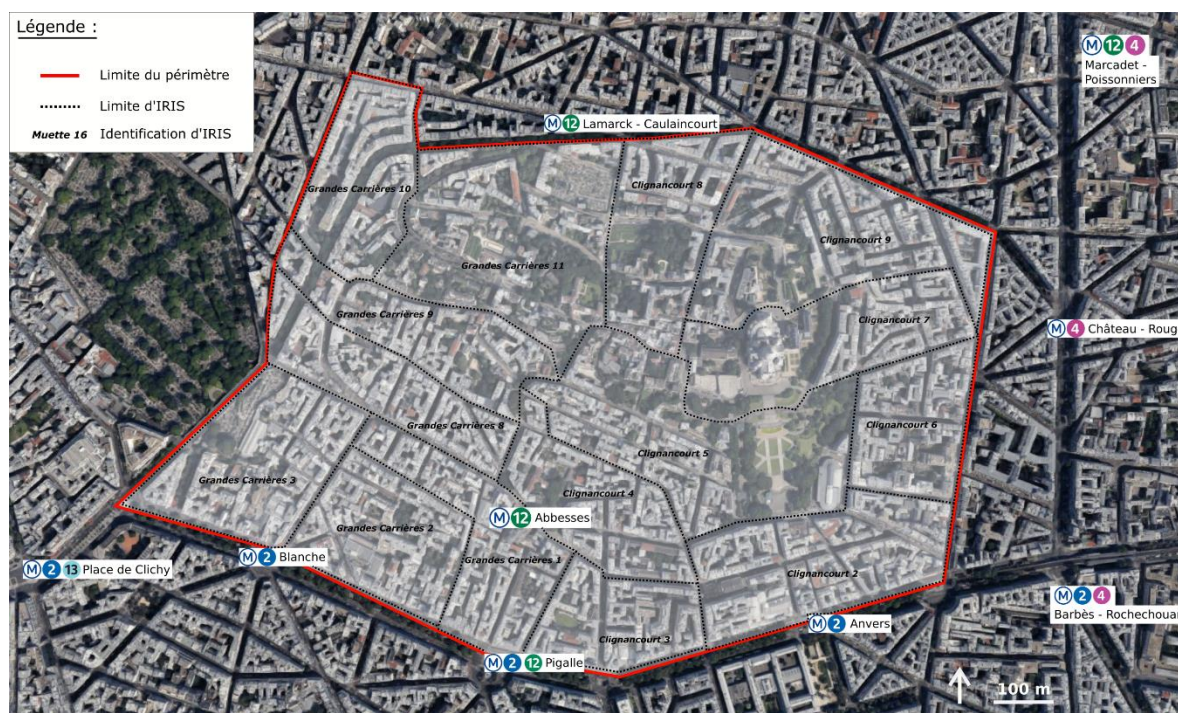 Légende :
Limite du périmètre
Limite d'IRIS
Muette 16 Identification d'IRIS
M 12 4
Marcadet -
Poissonniers
M 12 Lamarck - Caulaincourt
Grandes Carrières 10
Clignancourt 8
Clignancourt 9
Grandes Carrières 11
Grandes Carrières 9
Clignancourt 7
M 4 Château - Roug
Grandes Carrières 8
Clignancourt 6
Clignancourt 5
Grandes Carrières 3
Clignancourt 4
Grandes Carrières 2
M 12 Abbesses
M 2 Blanche
Grandes Carrières 1
M 2 13 Place de Clichy
Clignancourt 2
M 2 4
Barbès - Rochechouar
M 2 Anvers
Clignancourt 3
M 2 12 Pigalle
100 m